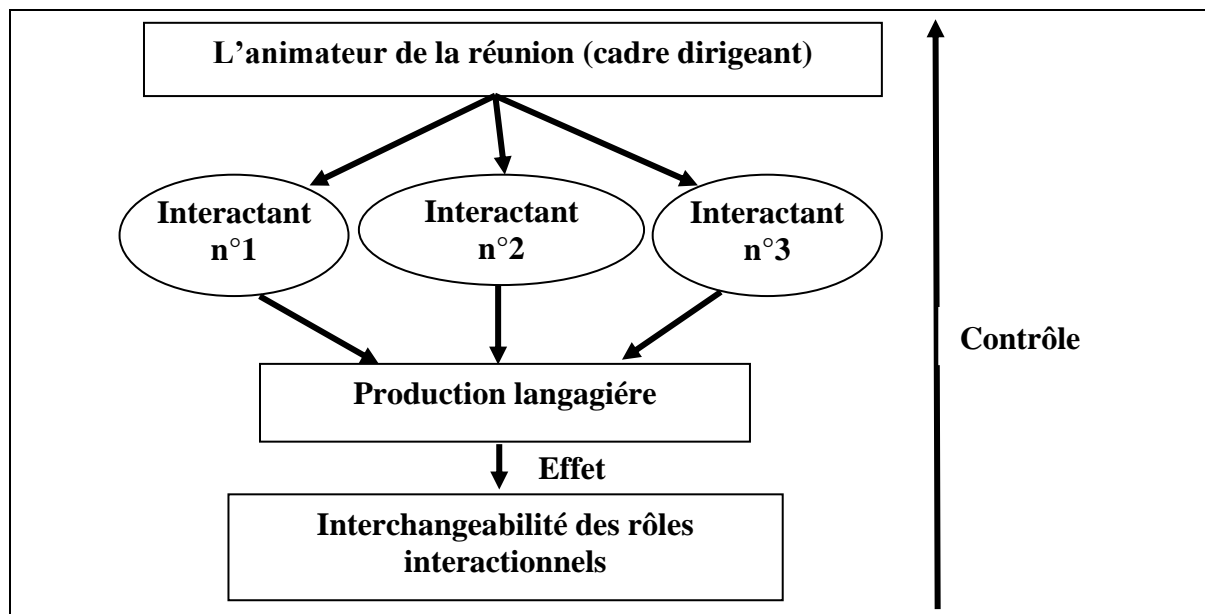 L’animateur de la réunion (cadre dirigeant)
Interactant
n°1
Interactant
n°2
Interactant
n°3
Contrôle
Production langagiére
Effet
Interchangeabilité des rôles
interactionnels